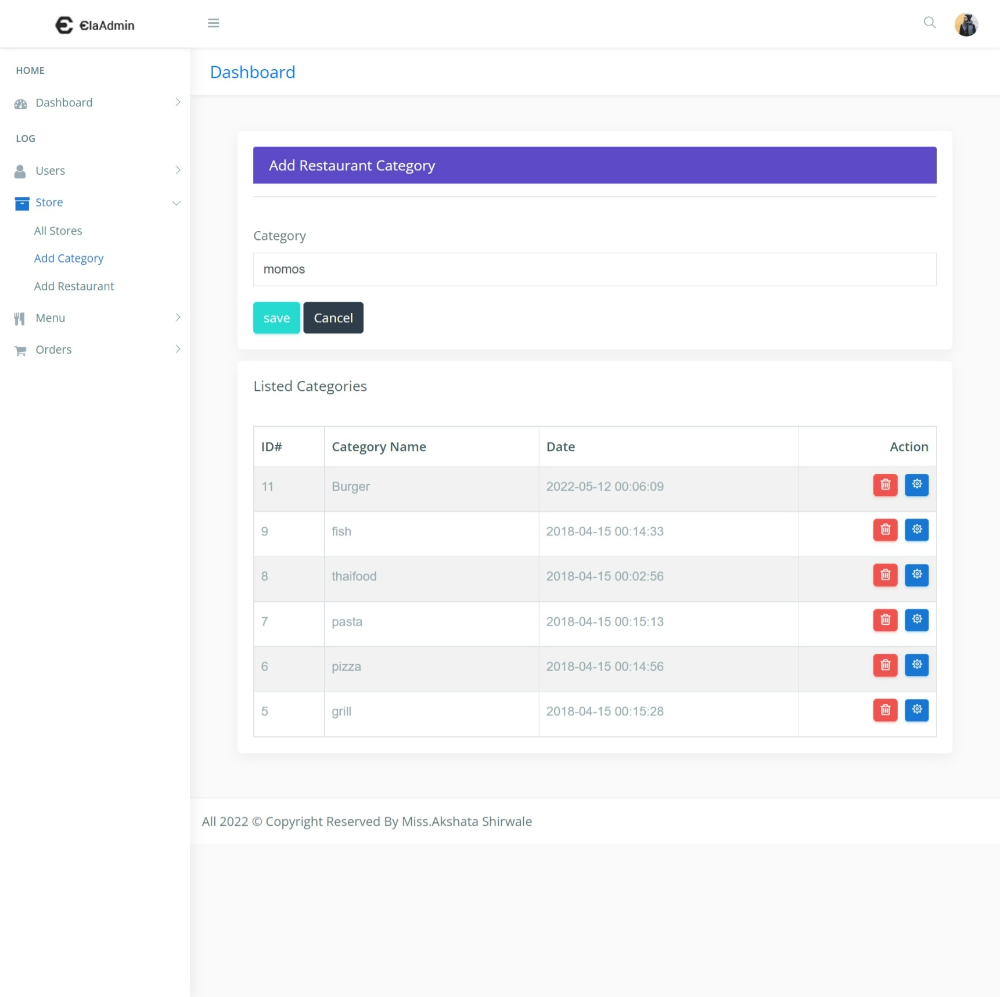 ElaAdmin
HOME
Dashboard
LOG
Users
Store
All Stores
Add Category
Add Restaurant
Menu
Orders
Dashboard
Add Restaurant Category
Category
momos
save Cancel
Listed Categories
ID# Category Name Date Action
11 Burger 2022-05-12 00:06:09
9 fish 2018-04-15 00:14:33
8 thaifood 2018-04-15 00:02:56
7 pasta 2018-04-15 00:15:13
6 pizza 2018-04-15 00:14:56
5 grill 2018-04-15 00:15:28
All 2022 © Copyright Reserved By Miss.Akshata Shirwale